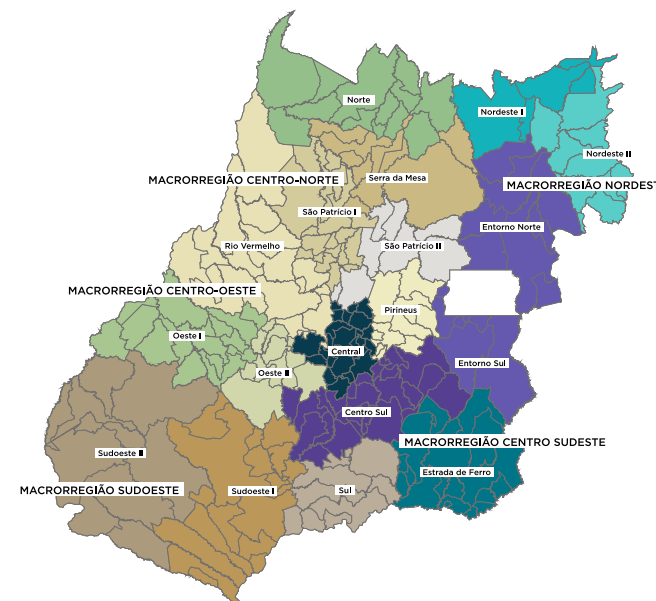 Norte
Nordeste I
Nordeste II
MACRORREGIÃO CENTRO-NORTE
Serra da Mesa
MACRORREGIÃO NORDEST
São Patrício I
Entorno Norte
Rio Vermelho
São Patrício II
MACRORREGIÃO CENTRO-OESTE
Pirineus
Oeste I
Central
Entorno Sul
Oeste II
Centro Sul
MACRORREGIÃO CENTRO SUDESTE
Sudoeste II
Estrada de Ferro
MACRORREGIÃO SUDOESTE
Sudoeste I
Sul